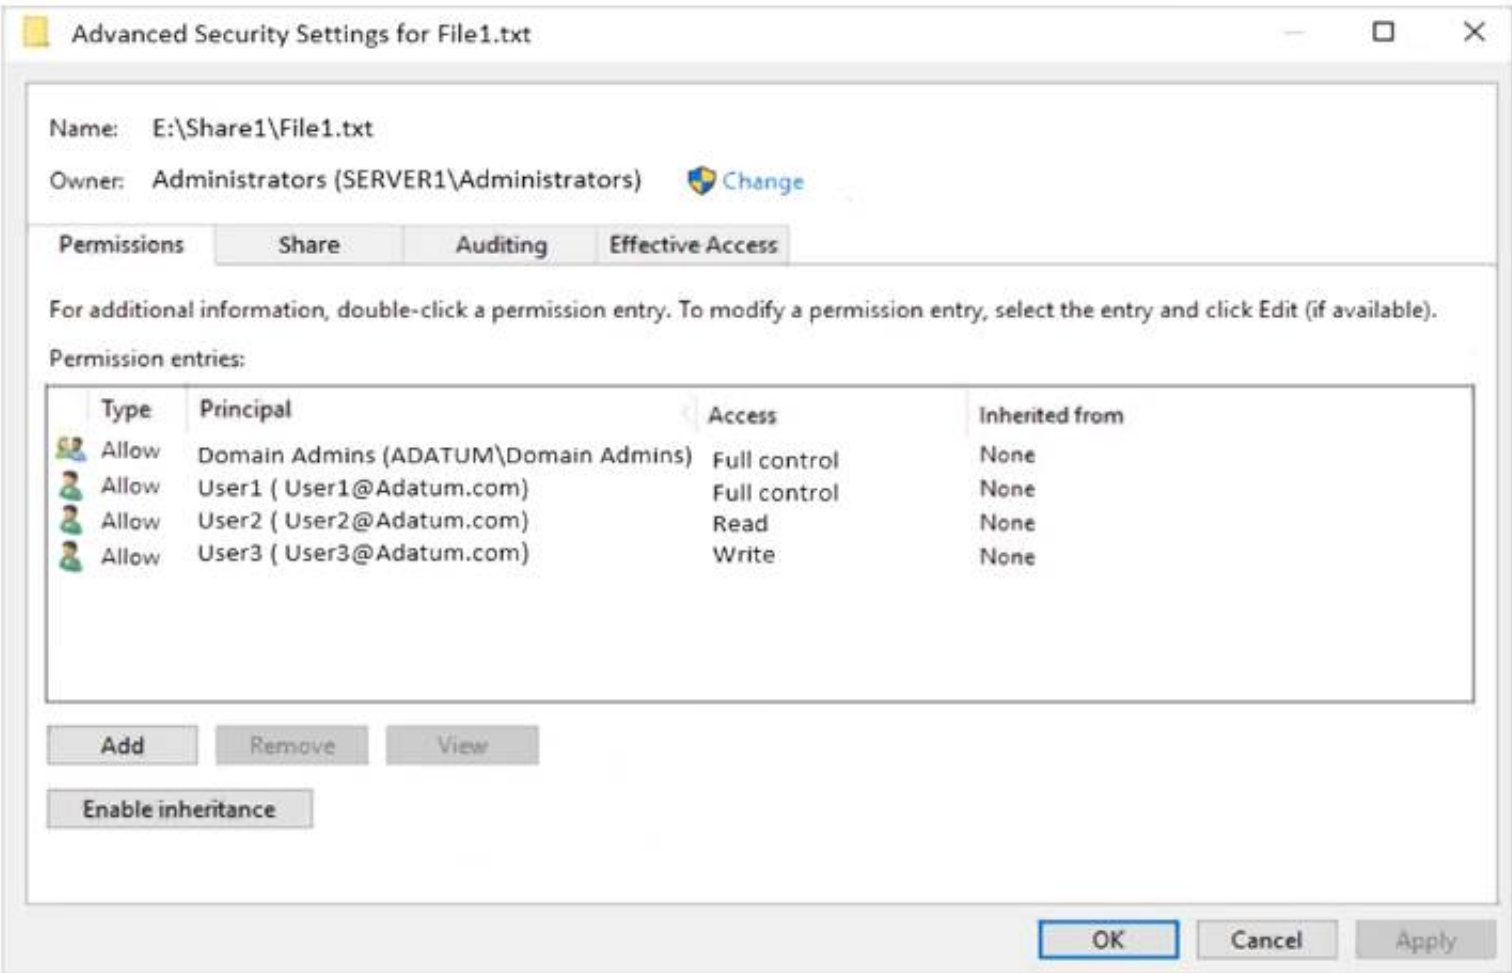 Advanced Security Settings for File1.txt
Name: E:\Share1\File1.txt
Owner: Administrators (SERVER1\Administrators) Change
Permissions Share Auditing Effective Access
For additional information, double-click a permission entry. To modify a permission entry, select the entry and click Edit (if available).
Permission entries:
Type Principal Access Inherited from
Allow Domain Admins (ADATUM\Domain Admins) Full control None
Allow User1 ( User1@Adatum.com) Full control None
Allow User2 ( User2@Adatum.com) Read None
Allow User3 ( User3@Adatum.com) Write None
Add Remove View
Enable inheritance
OK Cancel Apply